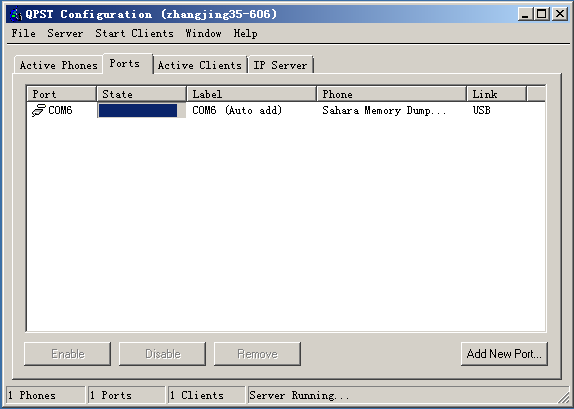 QPST Configuration (zhangjing35-606)
File Server Start Clients Window Help
Active Phones Ports Active Clients IP Server
Port State Label Phone Link
COM6 COM6 (Auto add) Sahara Memory Dump... USB
Enable Disable Remove Add New Port...
1 Phones 1 Ports 1 Clients Server Running...